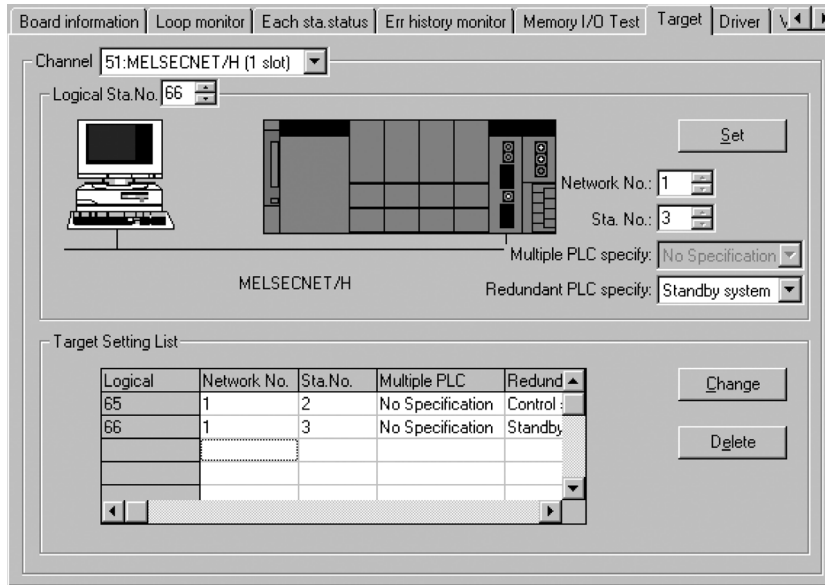 Board information Loop monitor Each sta.status Err history monitor Memory I/O Test Target Driver
Channel 51:MELSECNET/H (1 slot)
Logical Sta.No. 66
Set
Network No.: 1
Sta. No.: 3
Multiple PLC specify: No Specification
MELSECNET/H
Redundant PLC specify: Standby system
Target Setting List
Logical Network No. Sta.No. Multiple PLC Redund
65 1 2 No Specification Control
66 1 3 No Specification Standby
Change
Delete